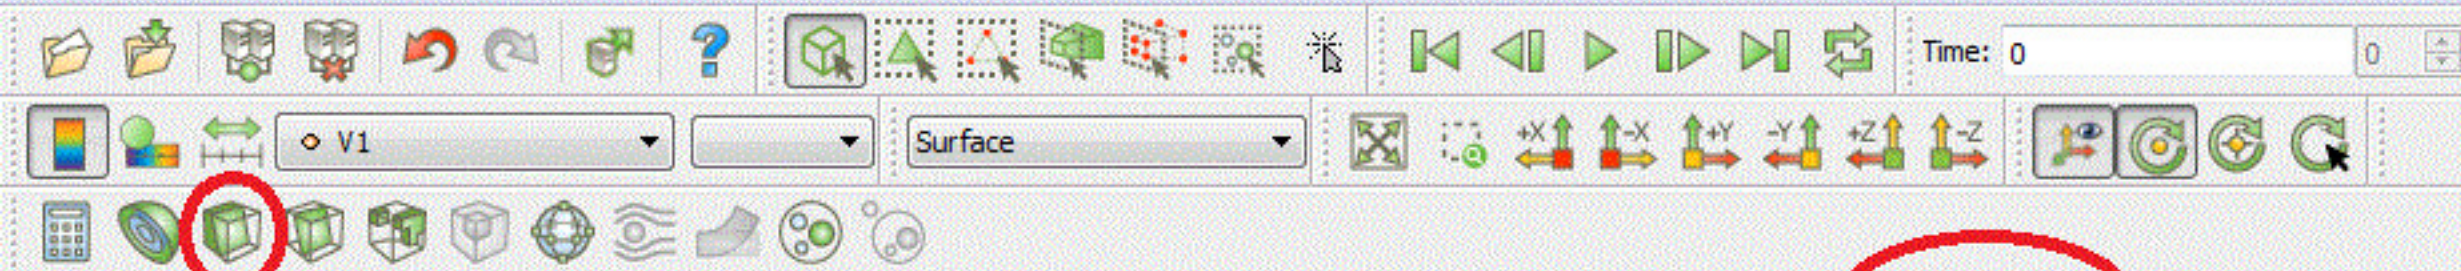 ? Time: 0 0
V1 Surface +X -X +Y -Y +Z -Z